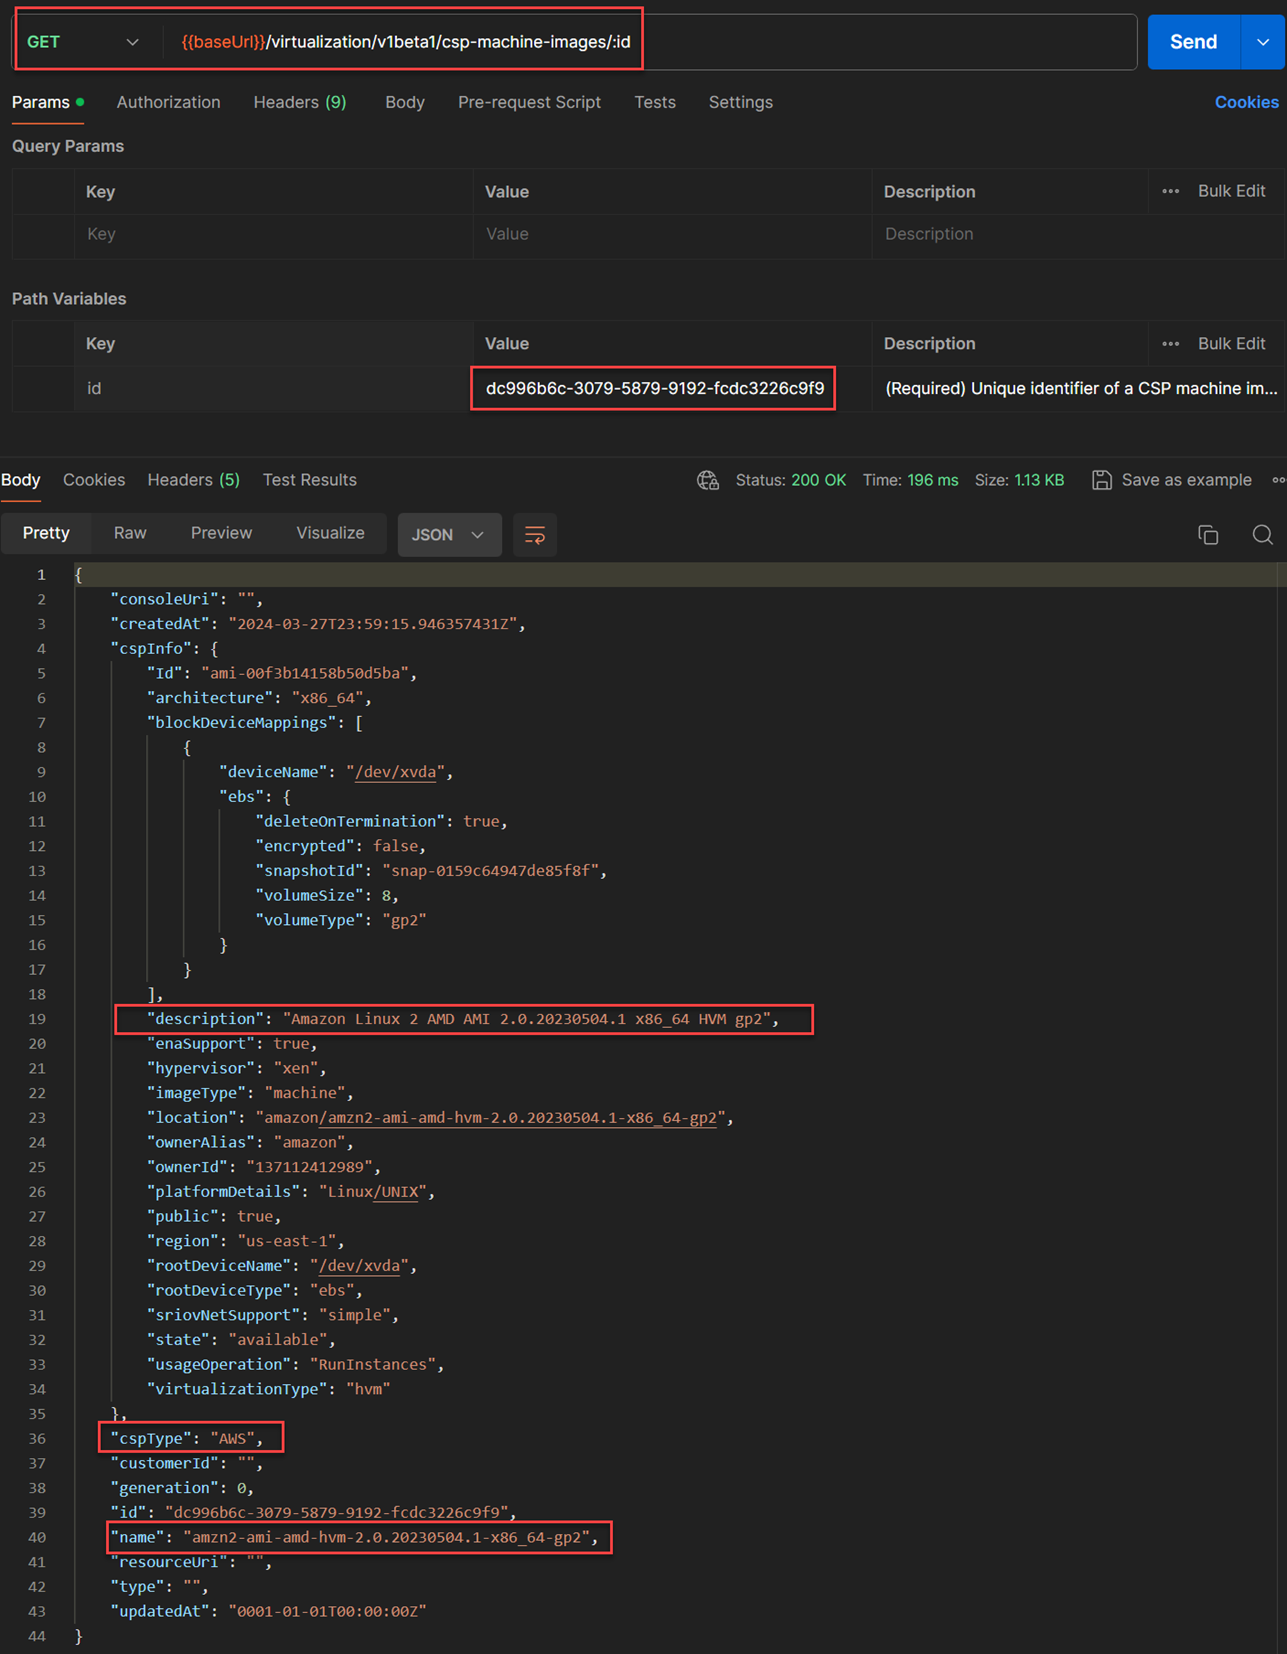 GET {{baseUrl}}/virtualization/v1beta1/csp-machine-images/:id Send
Params Authorization Headers (9) Body Pre-request Script Tests Settings Cookies
Query Params
Key Value Description ••• Bulk Edit
Key Value Description
Path Variables
Key Value Description ••• Bulk Edit
id dc996b6c-3079-5879-9192-fcdc3226c9f9 (Required) Unique identifier of a CSP machine im...
Body Cookies Headers (5) Test Results Status: 200 OK Time: 196 ms Size: 1.13 KB Save as example
Pretty Raw Preview Visualize JSON
1 {
2 "consoleUri": "",
3 "createdAt": "2024-03-27T23:59:15.946357431Z",
4 "cspInfo": {
5 "Id": "ami-00f3b14158b50d5ba",
6 "architecture": "x86_64",
7 "blockDeviceMappings": [
8 {
9 "deviceName": "/dev/xvda",
10 "ebs": {
11 "deleteOnTermination": true,
12 "encrypted": false,
13 "snapshotId": "snap-0159c64947de85f8f",
14 "volumeSize": 8,
15 "volumeType": "gp2"
16 }
17 }
18 ],
19 "description": "Amazon Linux 2 AMD AMI 2.0.20230504.1 x86_64 HVM gp2",
20 "enaSupport": true,
21 "hypervisor": "xen",
22 "imageType": "machine",
23 "location": "amazon/amzn2-ami-amd-hvm-2.0.20230504.1-x86_64-gp2",
24 "ownerAlias": "amazon",
25 "ownerId": "137112412989",
26 "platformDetails": "Linux/UNIX",
27 "public": true,
28 "region": "us-east-1",
29 "rootDeviceName": "/dev/xvda",
30 "rootDeviceType": "ebs",
31 "sriovNetSupport": "simple",
32 "state": "available",
33 "usageOperation": "RunInstances",
34 "virtualizationType": "hvm"
35 },
36 "cspType": "AWS",
37 "customerId": "",
38 "generation": 0,
39 "id": "dc996b6c-3079-5879-9192-fcdc3226c9f9",
40 "name": "amzn2-ami-amd-hvm-2.0.20230504.1-x86_64-gp2",
41 "resourceUri": "",
42 "type": "",
43 "updatedAt": "0001-01-01T00:00:00Z"
44 }